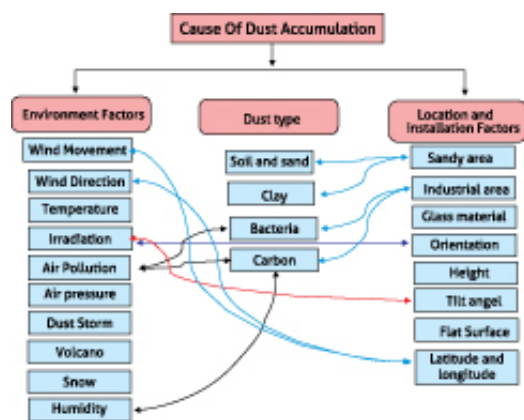 Cause Of Dust Accumulation
Environment Factors
Wind Movement
Wind Direction
Temperature
Irradiation
Air Pollution
Air pressure
Dust Storm
Volcano
Snow
Humidity
Dust type
Soil and sand
Clay
Bacteria
Carbon
Location and
Installation Factors
Sandy area
Industrial area
Glass material
Orientation
Height
Tilt angel
Flat Surface
Latitude and
longitude